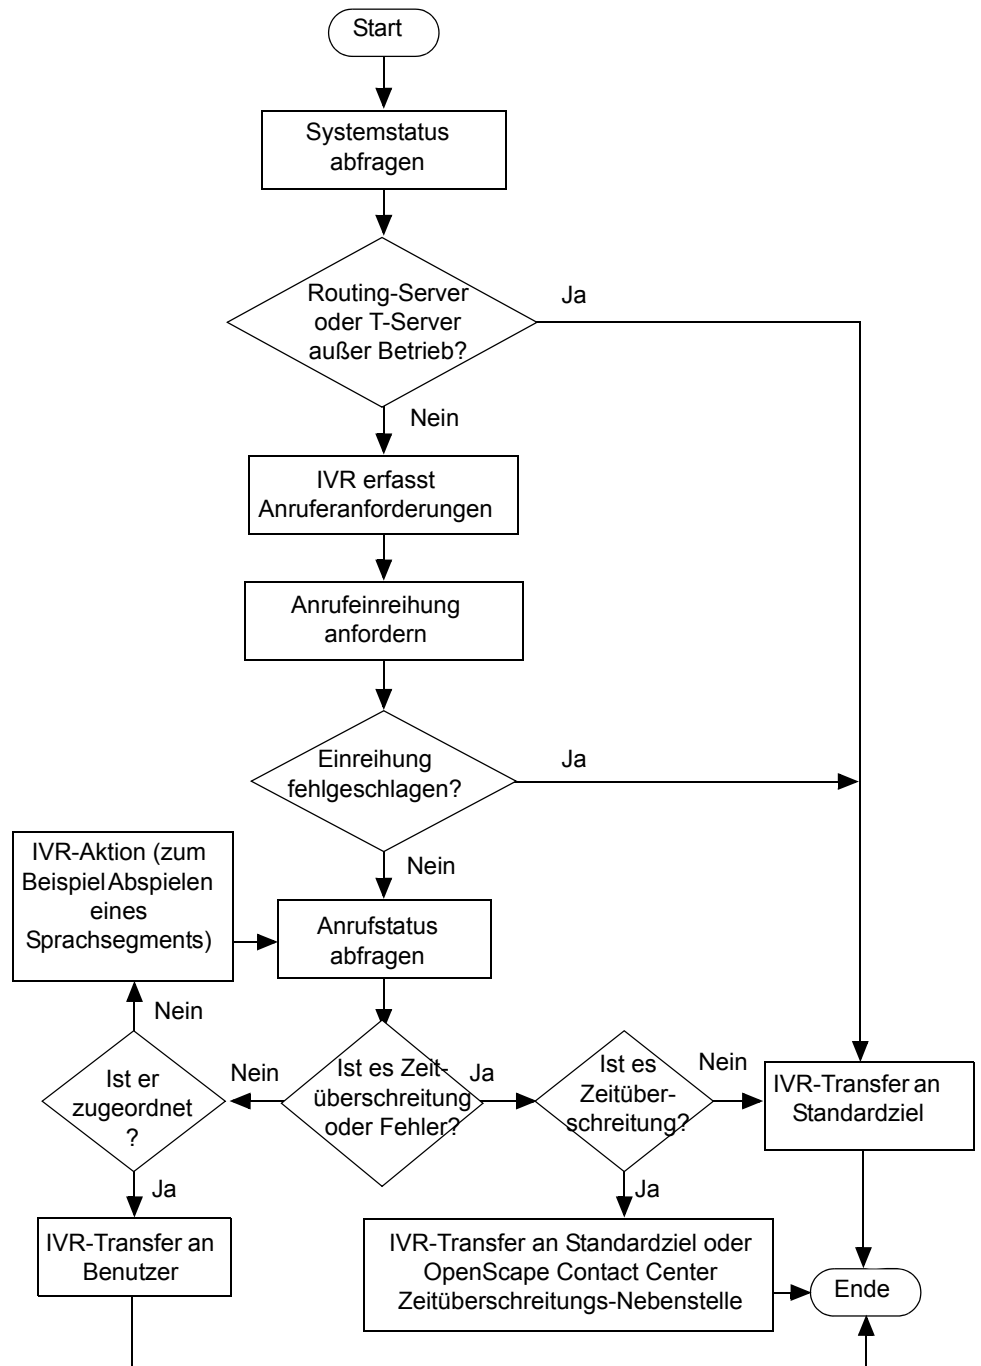 Start
Systemstatus
abfragen
Routing-Server
oder T-Server
außer Betrieb?
Ja
Nein
IVR erfasst
Anruferanforderungen
Anrufeinreihung
anfordern
Einreihung
fehlgeschlagen?
Ja
Nein
IVR-Aktion (zum
Beispiel Abspielen
eines
Sprachsegments)
Anrufstatus
abfragen
Nein
Ist er
zugeordnet
?
Nein
Ist es Zeit-
überschreitung
oder Fehler?
Ja
Ist es
Zeitüber-
schreitung?
Nein
IVR-Transfer an
Standardziel
Ja
Ja
IVR-Transfer an
Benutzer
IVR-Transfer an Standardziel oder
OpenScape Contact Center
Zeitüberschreitungs-Nebenstelle
Ende